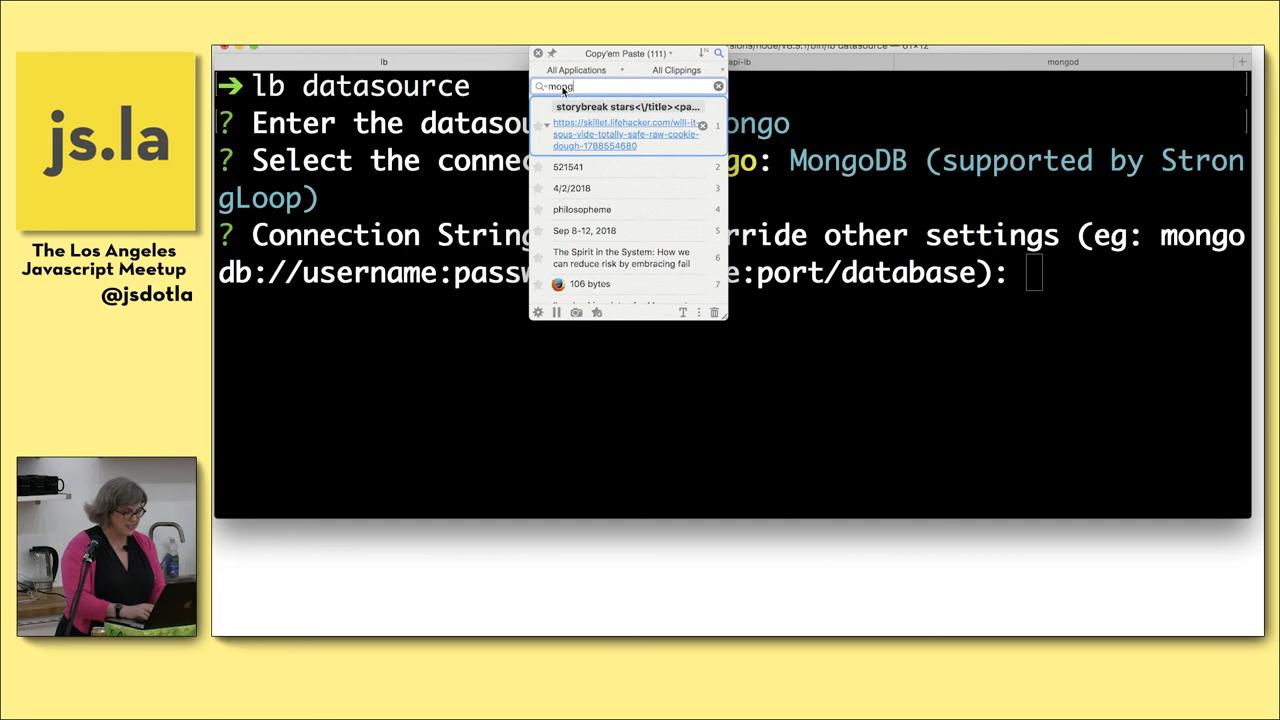 js.la
The Los Angeles
Javascript Meetup
@jsdotla
lb
api-lb
mongod
➔ lb datasource
? Enter the datasou
ongo
? Select the conne
go: MongoDB (supported by Stron
gLoop)
? Connection Strin
rride other settings (eg: mongo
db://username:passw
e:port/database):
Copy'em Paste (111)
All Applications
All Clippings
mong
storybreak stars<\/title><pa...
https://skillet.lifehacker.com/will-it-
sous-vide-totally-safe-raw-cookie-
dough-1788554680
1
521541
2
4/2/2018
3
philosopheme
4
Sep 8-12, 2018
5
The Spirit in the System: How we
can reduce risk by embracing fail
6
106 bytes
7